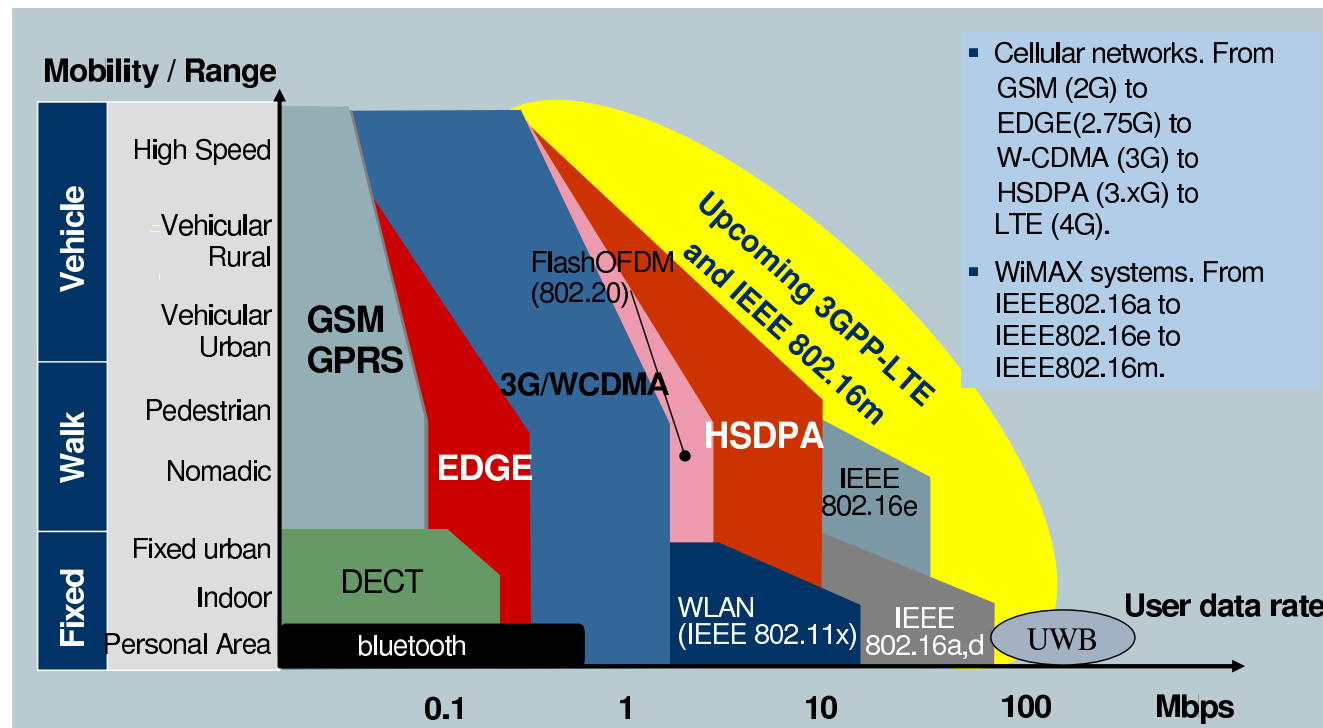 Mobility / Range
Vehicle
High Speed
Vehicular
Rural
Vehicular
Urban
Walk
Pedestrian
Nomadic
Fixed
Fixed urban
Indoor
Personal Area
GSM
GPRS
EDGE
3G/WCDMA
FlashOFDM
(802.20)
HSDPA
Upcoming 3GPP-LTE
and IEEE 802.16m
IEEE
802.16e
DECT
bluetooth
WLAN
(IEEE 802.11x)
IEEE
802.16a,d
UWB
User data rate
0.1
1
10
100
Mbps
▪ Cellular networks. From
GSM (2G) to
EDGE(2.75G) to
W-CDMA (3G) to
HSDPA (3.xG) to
LTE (4G).
▪ WiMAX systems. From
IEEE802.16a to
IEEE802.16e to
IEEE802.16m.